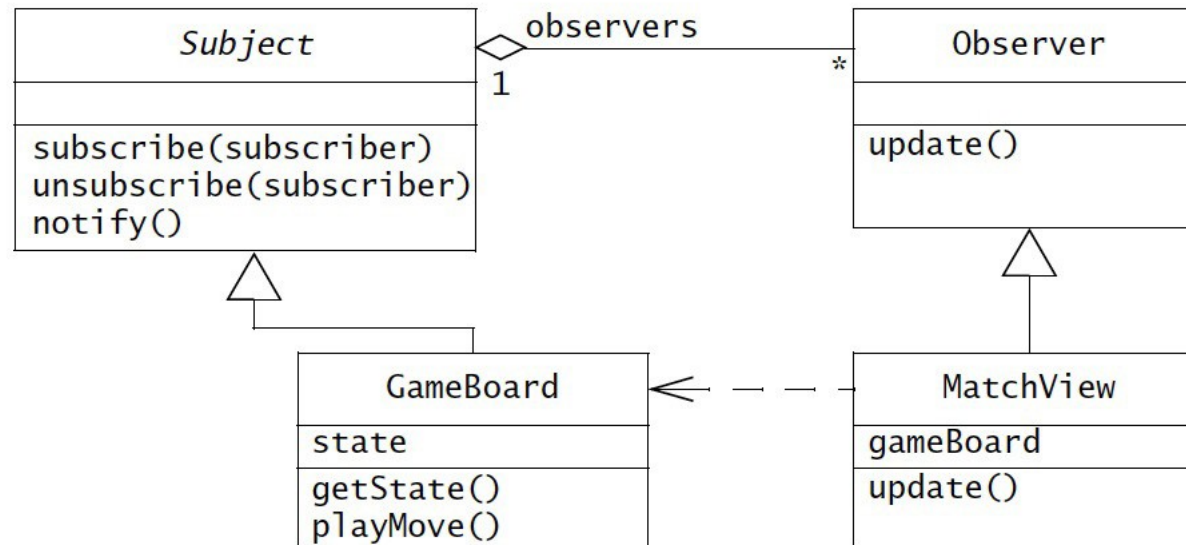 Subject
observers
1
*
Observer
subscribe(subscriber)
unsubscribe(subscriber)
notify()
update()
GameBoard
state
getState()
playMove()
MatchView
gameBoard
update()